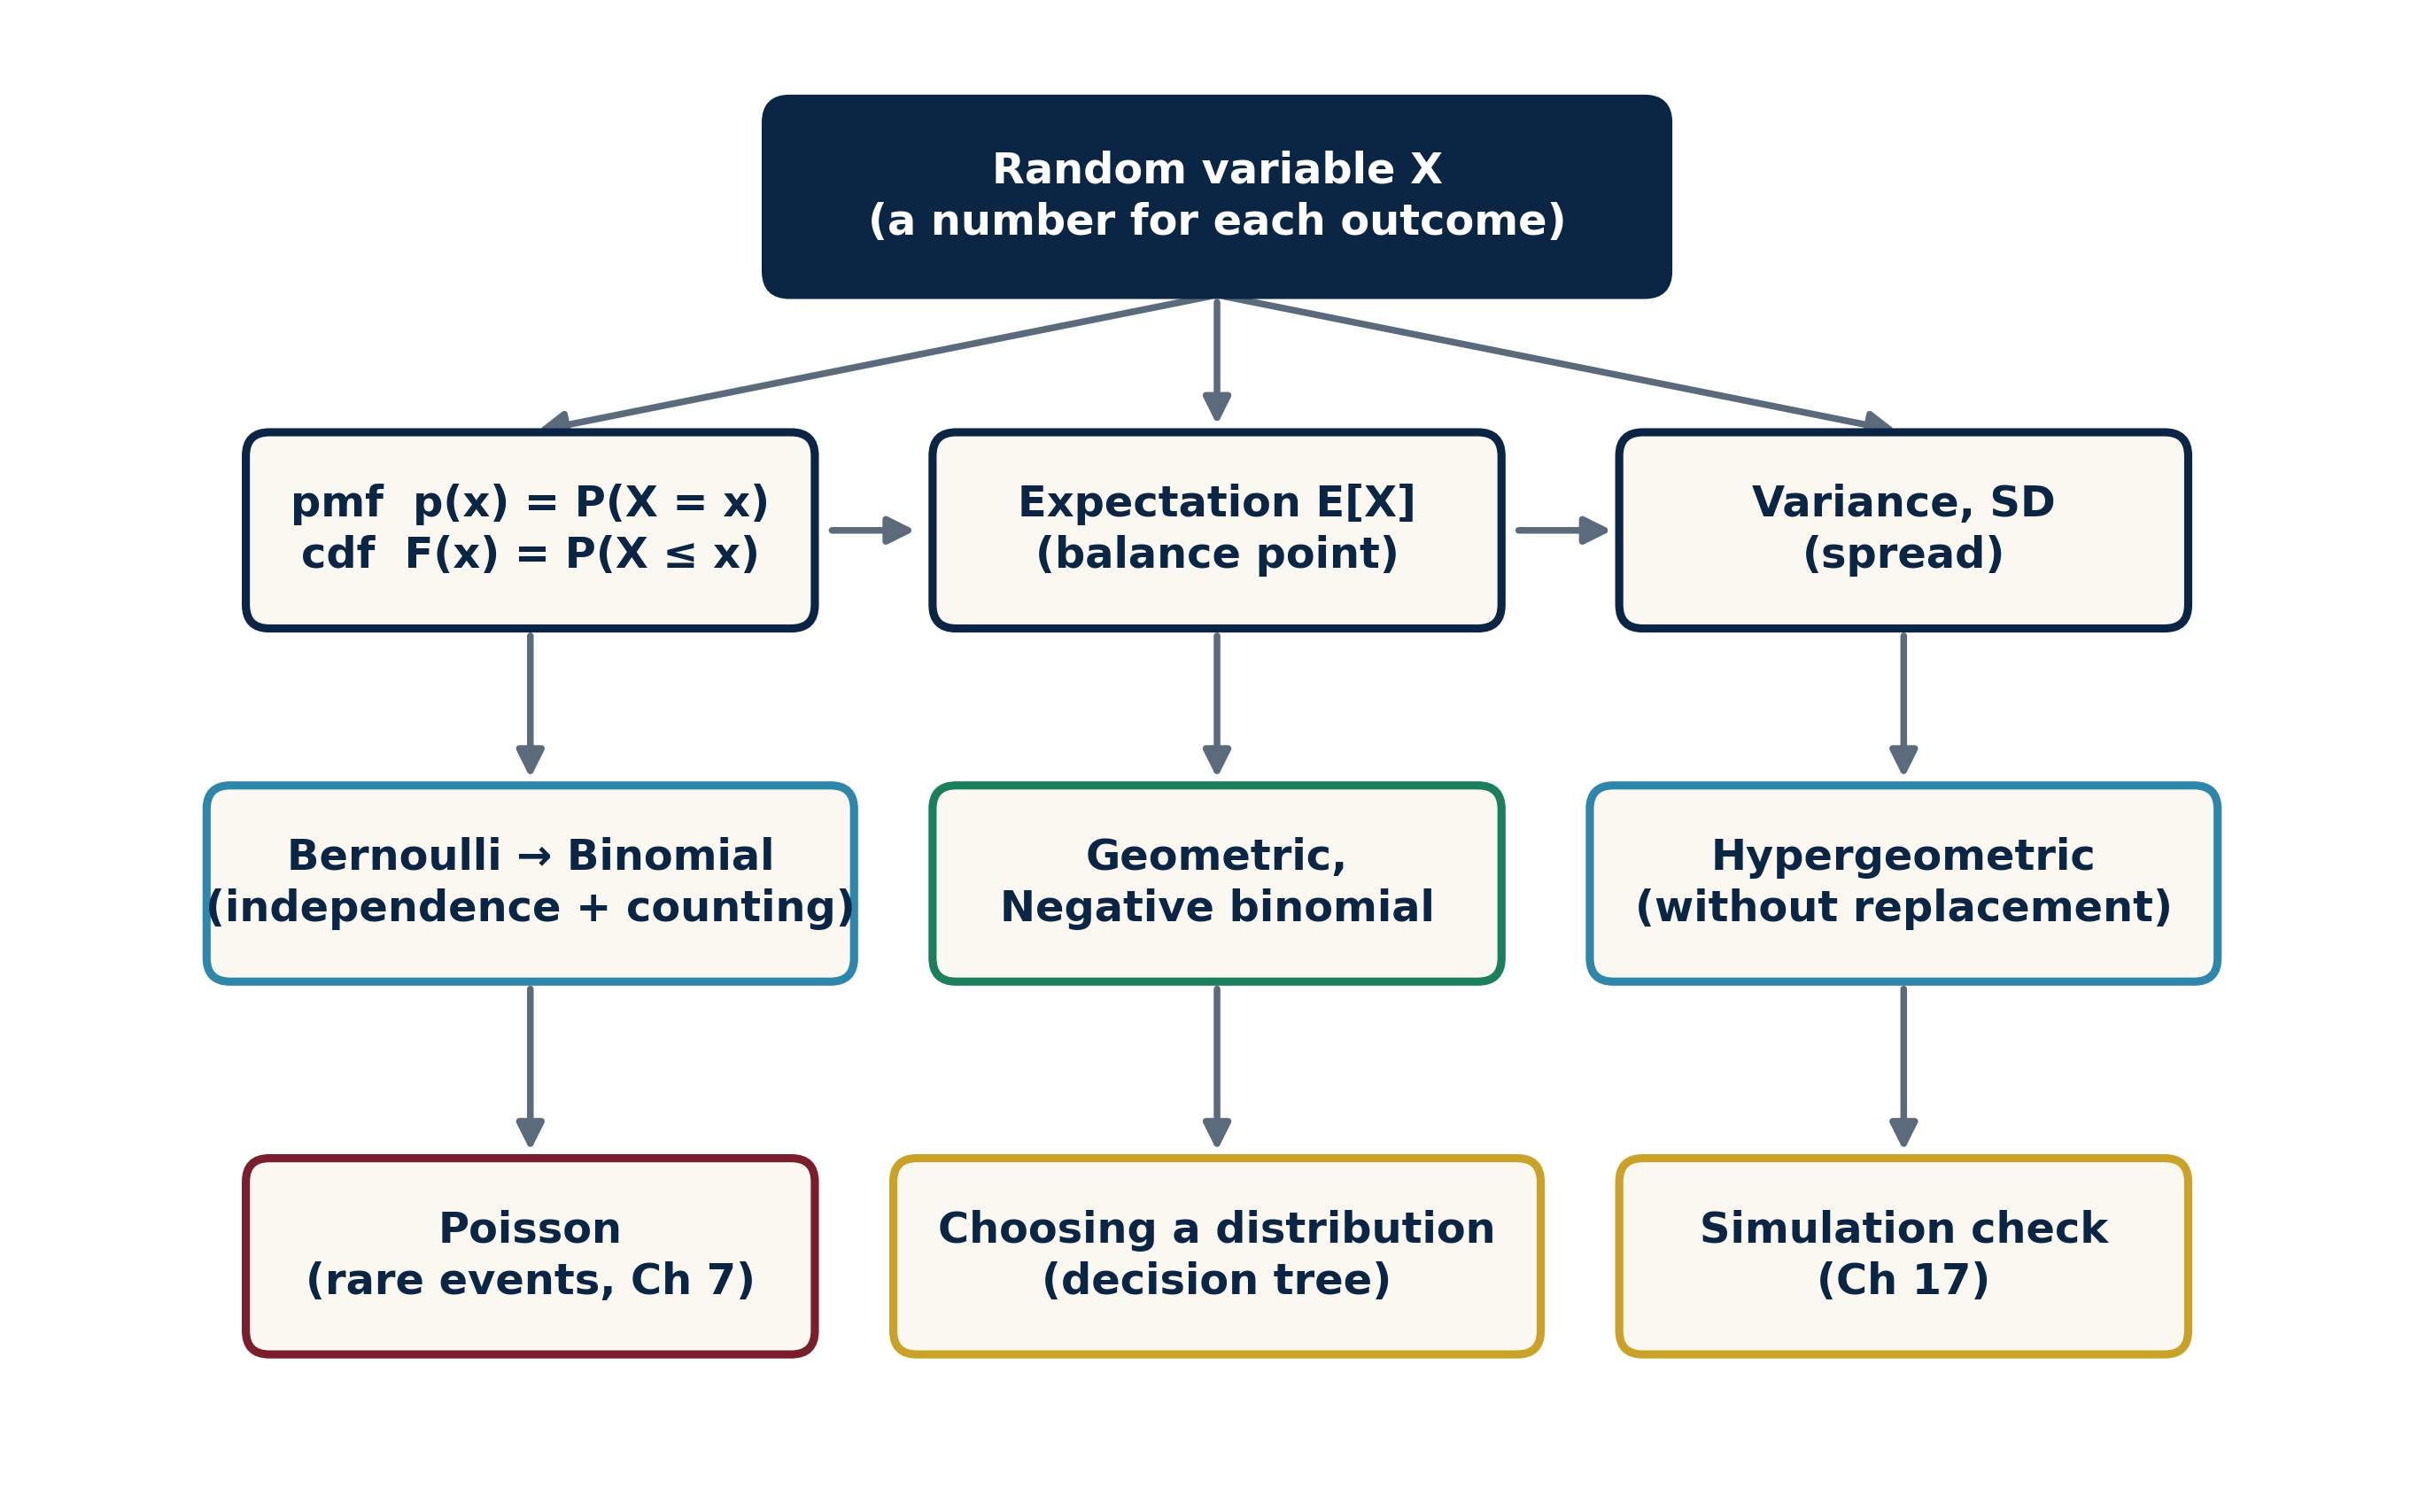 Random variable X
(a number for each outcome)
pmf  p(x) = P(X = x)
cdf  F(x) = P(X ≤ x)
Expectation E[X]
(balance point)
Variance, SD
(spread)
Bernoulli → Binomial
(independence + counting)
Geometric,
Negative binomial
Hypergeometric
(without replacement)
Poisson
(rare events, Ch 7)
Choosing a distribution
(decision tree)
Simulation check
(Ch 17)